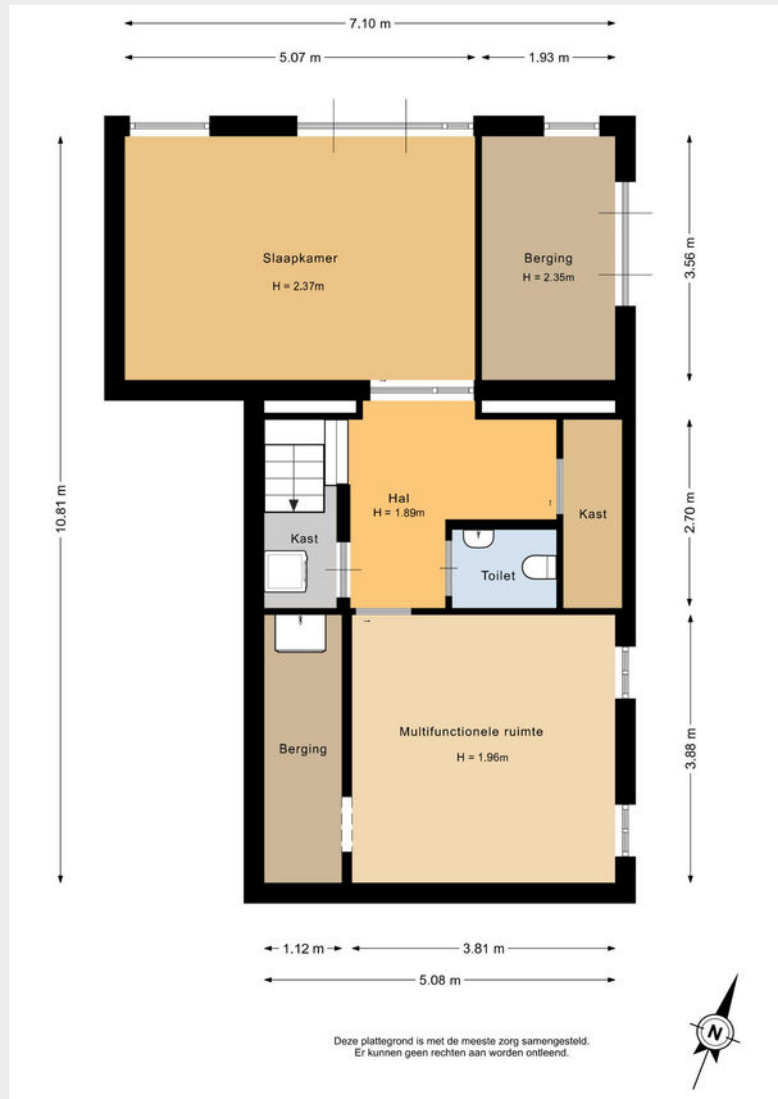 7.10 m
5.07 m
1.93 m
Slaapkamer
H = 2.37m
Berging
H = 2.35m
3.56 m
10.81 m
Hal
H = 1.89m
Kast
Kast
2.70 m
Toilet
Multifunctionele ruimte
H = 1.96m
Berging
3.88 m
1.12 m
3.81 m
5.08 m
Deze plattegrond is met de meeste zorg samengesteld.
Er kunnen geen rechten aan worden ontleend.
N